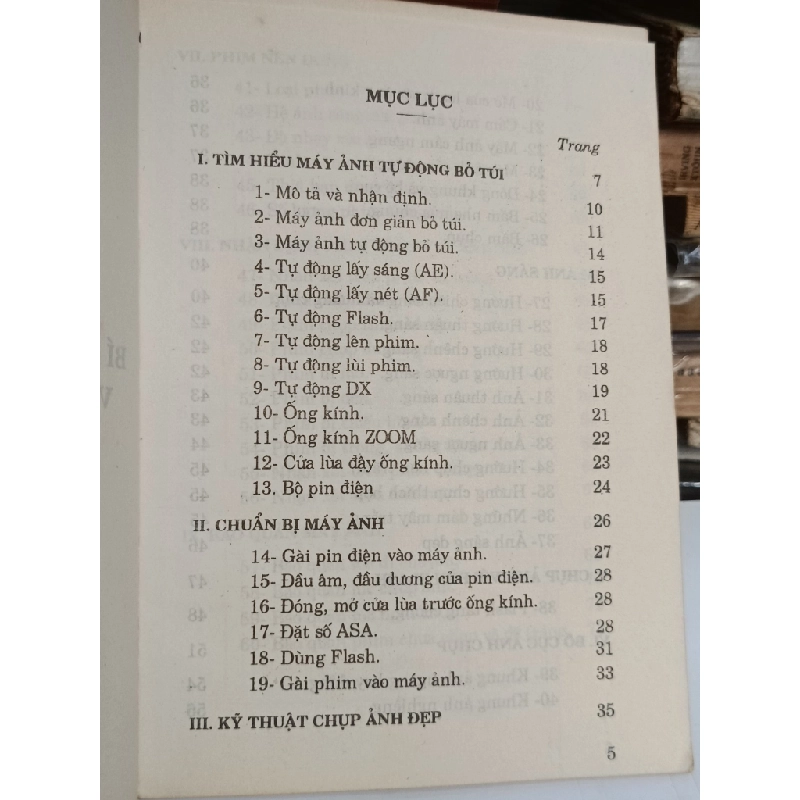 MỤC LỤC
Trang
I. TÌM HIỂU MÁY ẢNH TỰ ĐỘNG BỎ TÚI 7
1- Mô tả và nhận định. 10
2- Máy ảnh đơn giản bỏ túi. 11
3- Máy ảnh tự động bỏ túi. 14
4- Tự động lấy sáng (AE). 15
5- Tự động lấy nét (AF). 15
6- Tự động Flash. 17
7- Tự động lên phim. 18
8- Tự động lùi phim. 18
9- Tự động DX 19
10- Ống kính. 21
11- Ống kính ZOOM 22
12- Cửa lùa đậy ống kính. 23
13. Bộ pin điện 24
II. CHUẨN BỊ MÁY ẢNH 26
14- Gài pin điện vào máy ảnh. 27
15- Đầu âm, đầu dương của pin điện. 28
16- Đóng, mở cửa lùa trước ống kính. 28
17- Đặt số ASA. 28
18- Dùng Flash. 31
19- Gài phim vào máy ảnh. 33
III. KỸ THUẬT CHỤP ẢNH ĐẸP 35
5